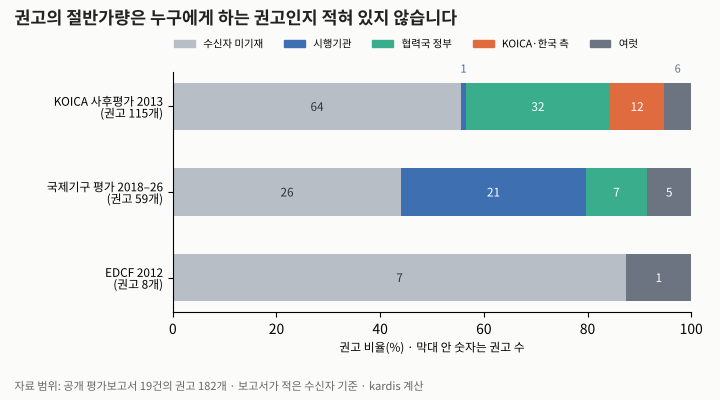 권고의 절반가량은 누구에게 하는 권고인지 적혀 있지 않습니다
수신자 미기재 시행기관 협력국 정부 KOICA·한국 측 여럿
1 6
KOICA 사후평가 2013
(권고 115개)
64 32 12
국제기구 평가 2018–26
(권고 59개)
26 21 7 5
EDCF 2012
(권고 8개)
7 1
0 20 40 60 80 100
권고 비율(%) · 막대 안 숫자는 권고 수
자료 범위: 공개 평가보고서 19건의 권고 182개 · 보고서가 적은 수신자 기준 · kardis 계산